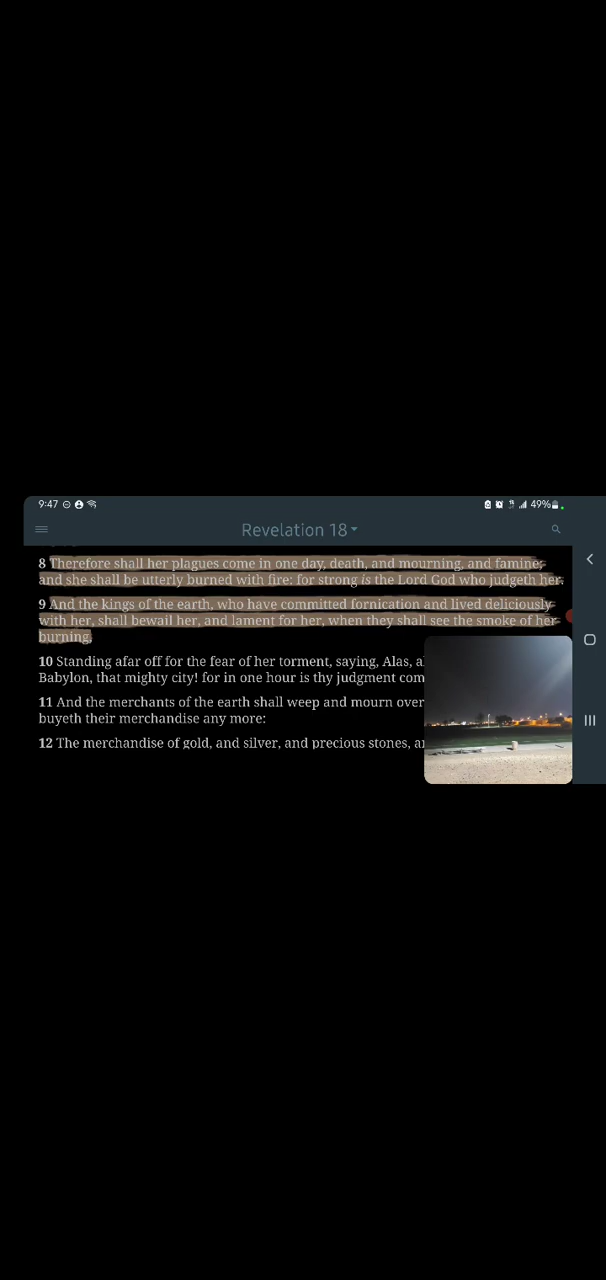 9:47 49%
Revelation 18
8 Therefore shall her plagues come in one day, death, and mourning, and famine;
and she shall be utterly burned with fire: for strong is the Lord God who judgeth her.
9 And the kings of the earth, who have committed fornication and lived deliciously
with her, shall bewail her, and lament for her, when they shall see the smoke of her
burning,
10 Standing afar off for the fear of her torment, saying, Alas, a
Babylon, that mighty city! for in one hour is thy judgment com
11 And the merchants of the earth shall weep and mourn over
buyeth their merchandise any more:
12 The merchandise of gold, and silver, and precious stones, a